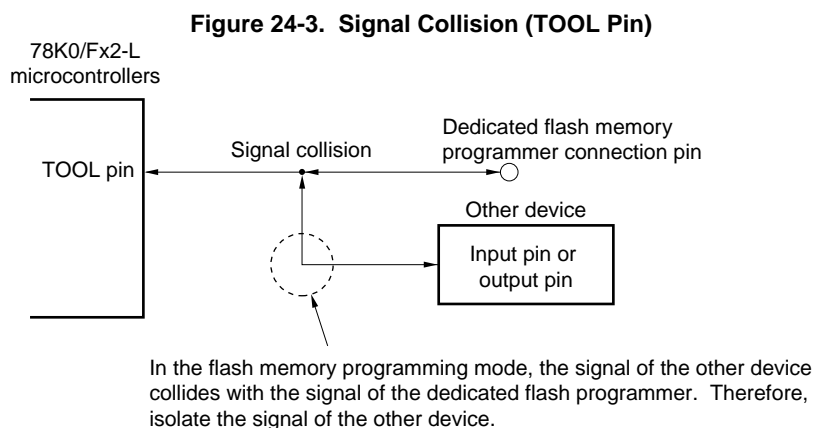 Figure 24-3. Signal Collision (TOOL Pin)
78K0/Fx2-L
microcontrollers
TOOL pin
Signal collision
Dedicated flash memory
programmer connection pin
Other device
Input pin or
output pin
In the flash memory programming mode, the signal of the other device
collides with the signal of the dedicated flash programmer. Therefore,
isolate the signal of the other device.